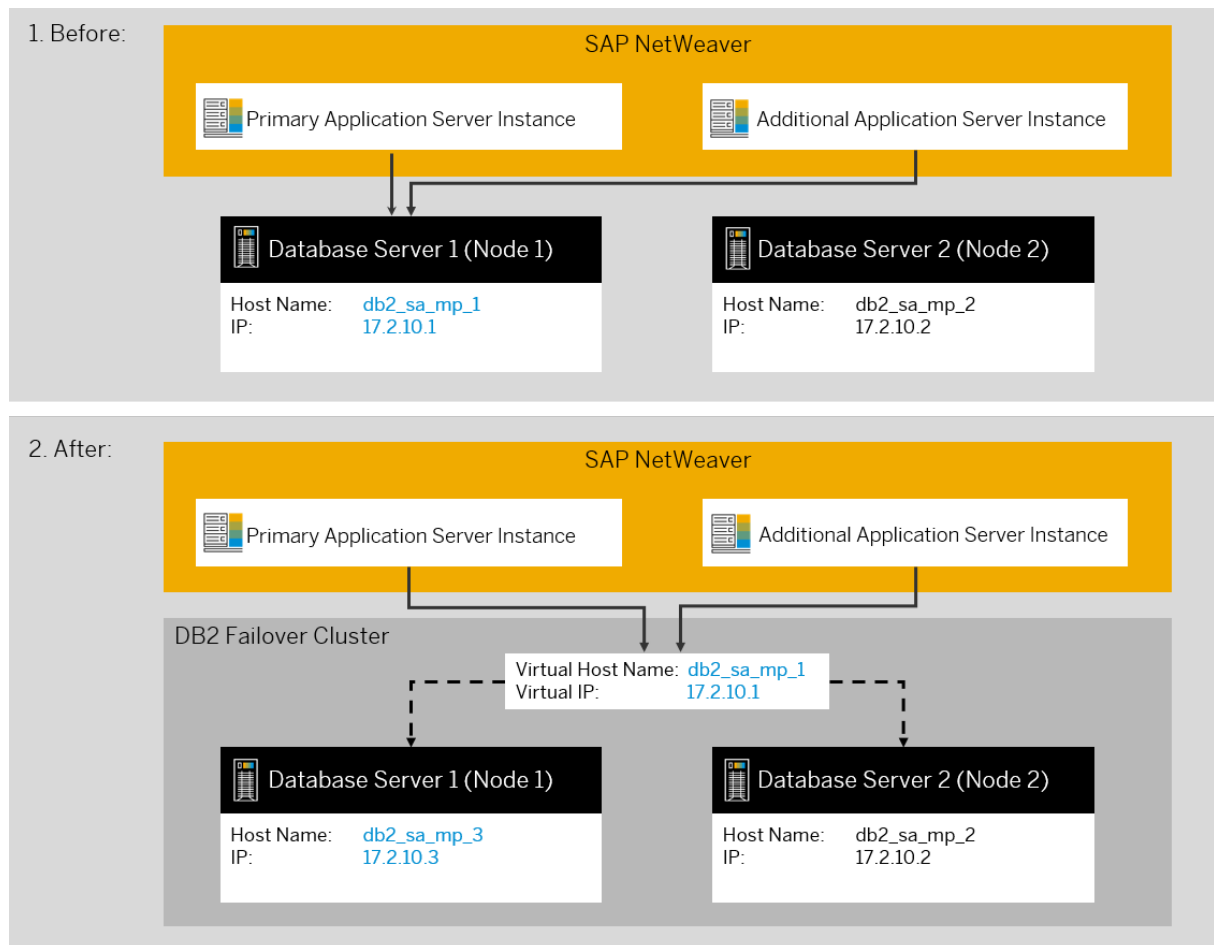 1. Before:
SAP NetWeaver
Primary Application Server Instance
Additional Application Server Instance
Database Server 1 (Node 1)
Host Name: db2_sa_mp_1
IP: 17.2.10.1
Database Server 2 (Node 2)
Host Name: db2_sa_mp_2
IP: 17.2.10.2
2. After:
SAP NetWeaver
Primary Application Server Instance
Additional Application Server Instance
DB2 Failover Cluster
Virtual Host Name: db2_sa_mp_1
Virtual IP: 17.2.10.1
Database Server 1 (Node 1)
Host Name: db2_sa_mp_3
IP: 17.2.10.3
Database Server 2 (Node 2)
Host Name: db2_sa_mp_2
IP: 17.2.10.2